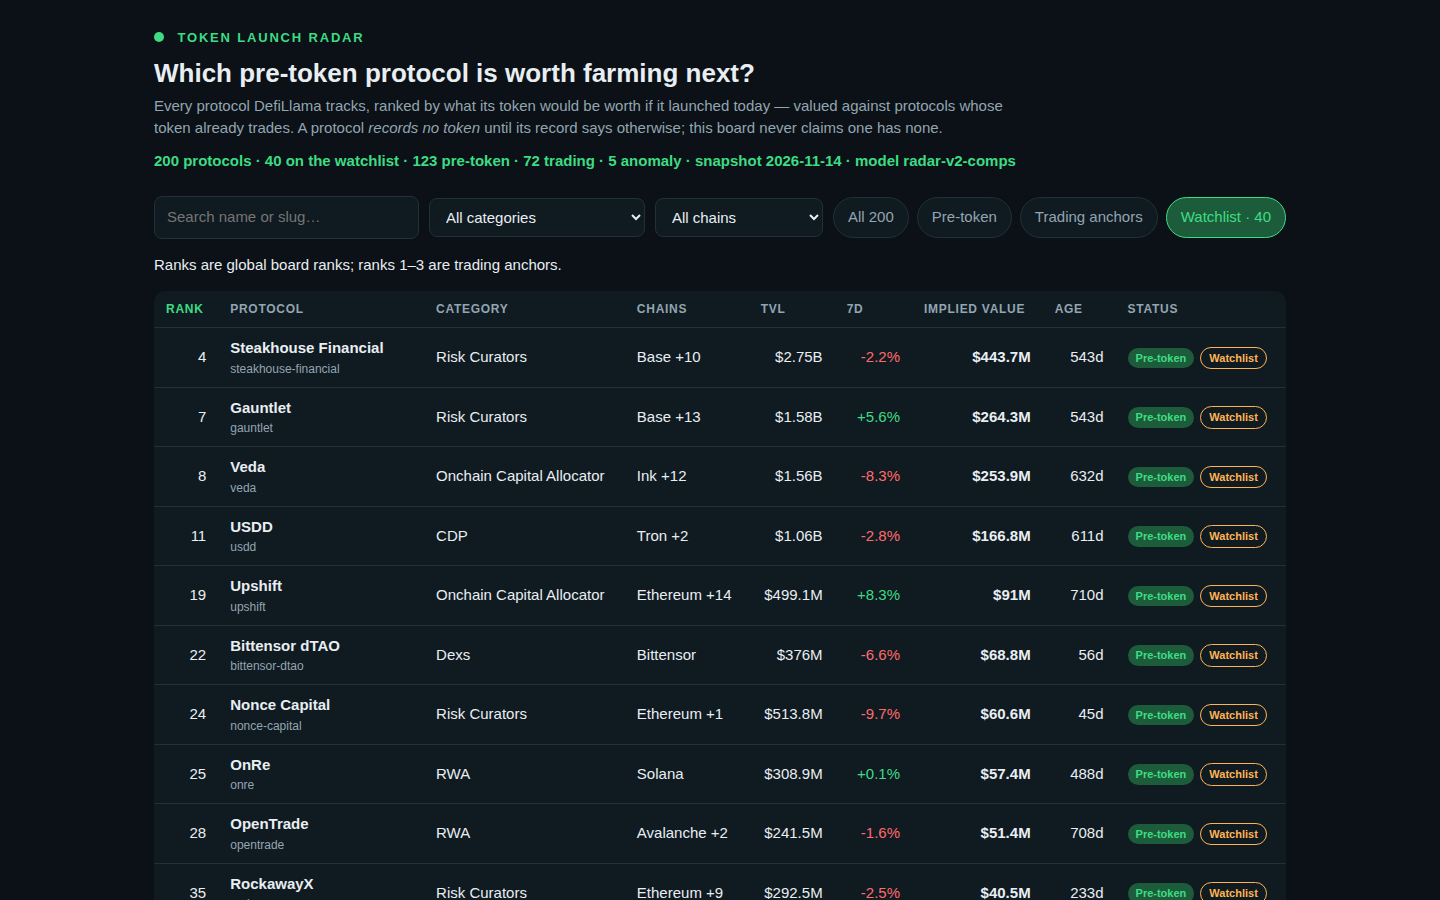 TOKEN LAUNCH RADAR
Which pre-token protocol is worth farming next?
Every protocol DefiLlama tracks, ranked by what its token would be worth if it launched today — valued against protocols whose
token already trades. A protocol records no token until its record says otherwise; this board never claims one has none.
200 protocols · 40 on the watchlist · 123 pre-token · 72 trading · 5 anomaly · snapshot 2026-11-14 · model radar-v2-comps
Search name or slug… All categories All chains All 200 Pre-token Trading anchors Watchlist · 40
Ranks are global board ranks; ranks 1–3 are trading anchors.
RANK PROTOCOL CATEGORY CHAINS TVL 7D IMPLIED VALUE AGE STATUS
4 Steakhouse Financial Risk Curators Base +10 $2.75B -2.2% $443.7M 543d Pre-token Watchlist
steakhouse-financial
7 Gauntlet Risk Curators Base +13 $1.58B +5.6% $264.3M 543d Pre-token Watchlist
gauntlet
8 Veda Onchain Capital Allocator Ink +12 $1.56B -8.3% $253.9M 632d Pre-token Watchlist
veda
11 USDD CDP Tron +2 $1.06B -2.8% $166.8M 611d Pre-token Watchlist
usdd
19 Upshift Onchain Capital Allocator Ethereum +14 $499.1M +8.3% $91M 710d Pre-token Watchlist
upshift
22 Bittensor dTAO Dexs Bittensor $376M -6.6% $68.8M 56d Pre-token Watchlist
bittensor-dtao
24 Nonce Capital Risk Curators Ethereum +1 $513.8M -9.7% $60.6M 45d Pre-token Watchlist
nonce-capital
25 OnRe RWA Solana $308.9M +0.1% $57.4M 488d Pre-token Watchlist
onre
28 OpenTrade RWA Avalanche +2 $241.5M -1.6% $51.4M 708d Pre-token Watchlist
opentrade
35 RockawayX Risk Curators Ethereum +9 $292.5M -2.5% $40.5M 233d Pre-token Watchlist